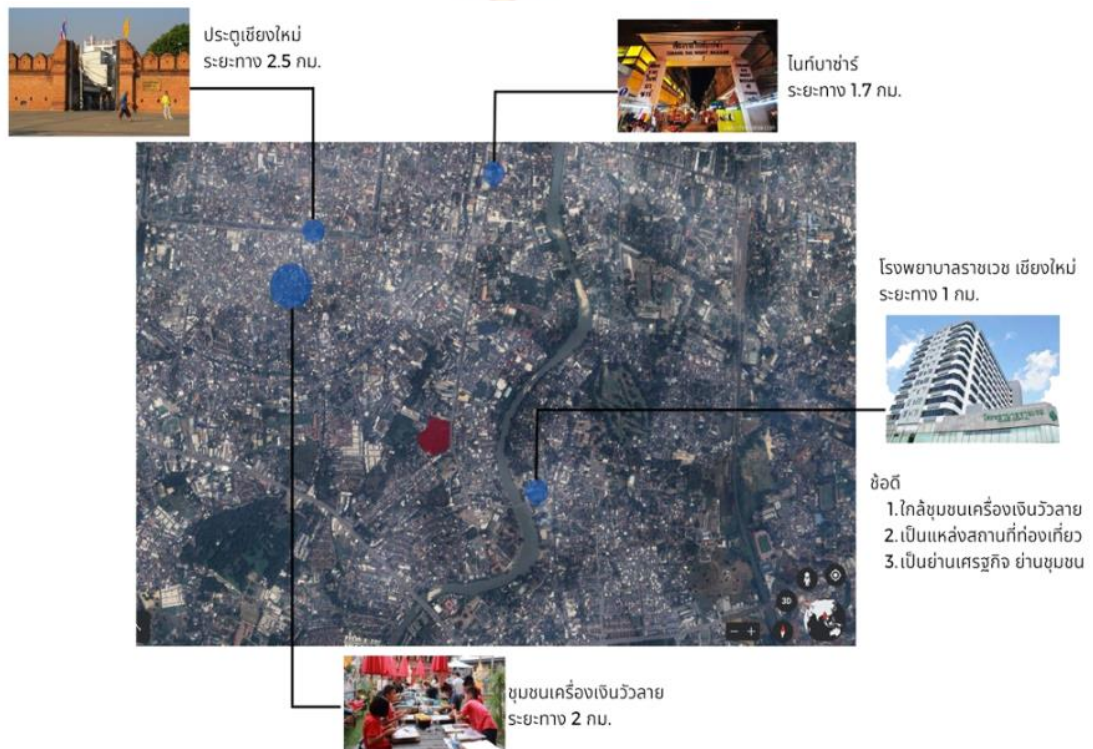 ประตูเชียงใหม่
ระยะทาง 2.5 กม.
ไนท์บาซ่าร์
ระยะทาง 1.7 กม.
โรงพยาบาลราชเวช เชียงใหม่
ระยะทาง 1 กม.
ข้อดี
1.ใกล้ชุมชนเครื่องเงินวัวลาย
2.เป็นแหล่งสถานที่ท่องเที่ยว
3.เป็นย่านเศรฐกิจ ย่านชุมชน
3D
ชุมชนเครื่องเงินวัวลาย
ระยะทาง 2 กม.